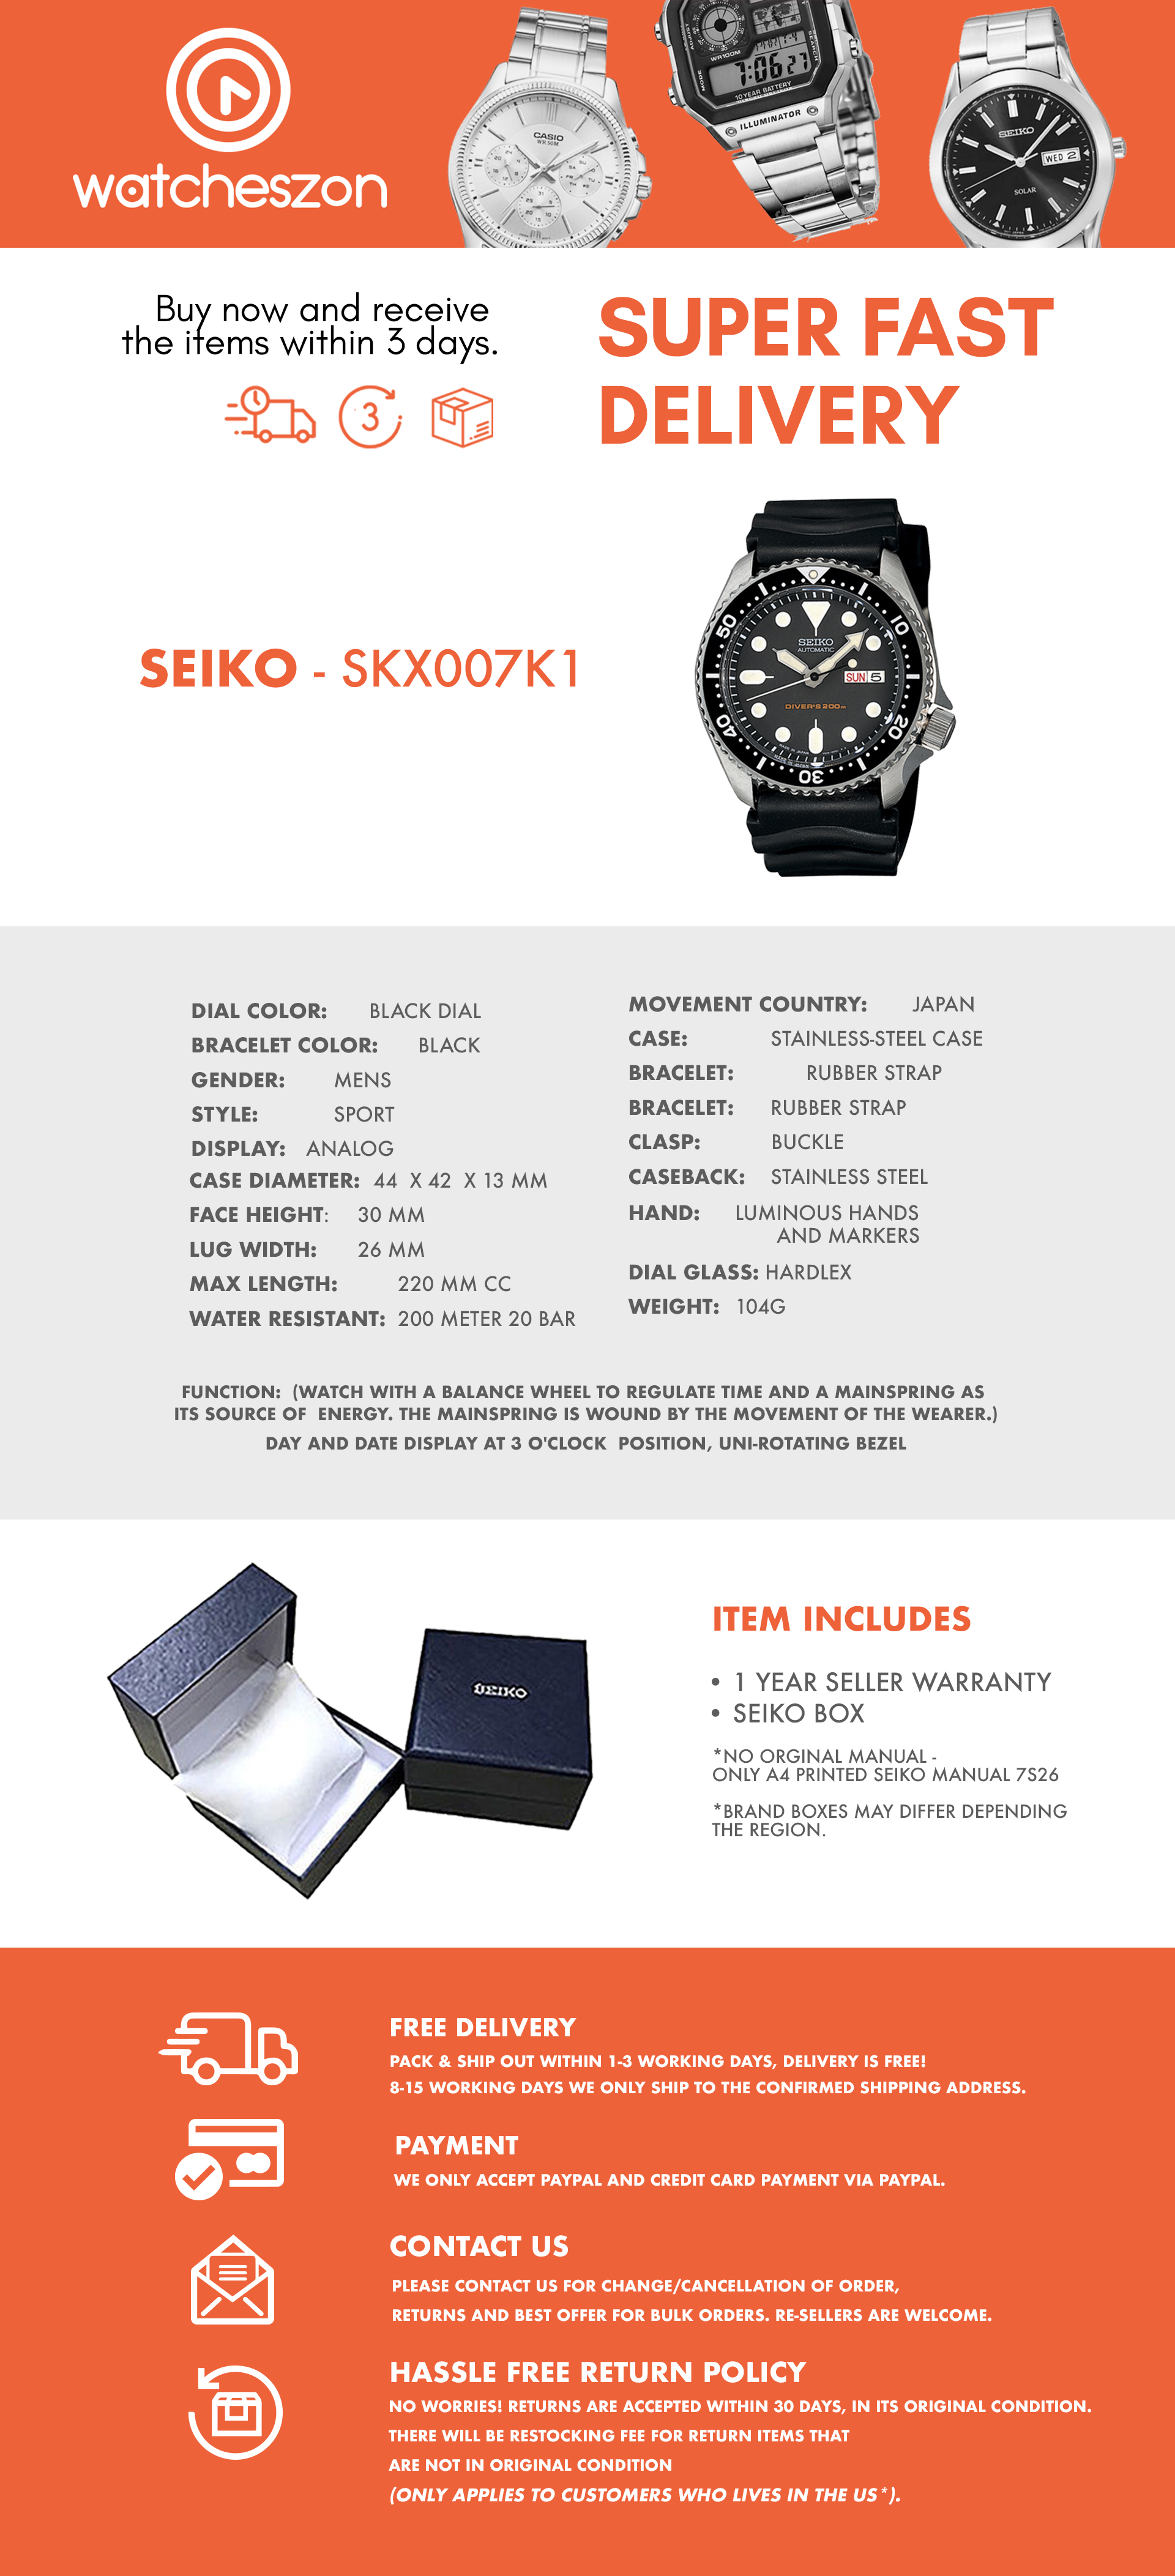 watcheszon
CASIO
WR 50M
WR100M
7:06 27
10 YEAR BATTERY
ILLUMINATOR
SEARCH
MODE
SEIKO
WED 2
SOLAR
Buy now and receive
the items within 3 days.
3
SUPER FAST
DELIVERY
SEIKO - SKX007K1
50
10
SEIKO
AUTOMATIC
SUN 5
DIVER'S 200m
40
20
30
DIAL COLOR: BLACK DIAL
BRACELET COLOR: BLACK
GENDER: MENS
STYLE: SPORT
DISPLAY: ANALOG
CASE DIAMETER: 44 X 42 X 13 MM
FACE HEIGHT: 30 MM
LUG WIDTH: 26 MM
MAX LENGTH: 220 MM CC
WATER RESISTANT: 200 METER 20 BAR
MOVEMENT COUNTRY: JAPAN
CASE: STAINLESS-STEEL CASE
BRACELET: RUBBER STRAP
BRACELET: RUBBER STRAP
CLASP: BUCKLE
CASEBACK: STAINLESS STEEL
HAND: LUMINOUS HANDS
AND MARKERS
DIAL GLASS: HARDLEX
WEIGHT: 104G
FUNCTION: (WATCH WITH A BALANCE WHEEL TO REGULATE TIME AND A MAINSPRING AS
ITS SOURCE OF ENERGY. THE MAINSPRING IS WOUND BY THE MOVEMENT OF THE WEARER.)
DAY AND DATE DISPLAY AT 3 O'CLOCK POSITION, UNI-ROTATING BEZEL
SEIKO
ITEM INCLUDES
• 1 YEAR SELLER WARRANTY
• SEIKO BOX
*NO ORGINAL MANUAL -
ONLY A4 PRINTED SEIKO MANUAL 7S26
*BRAND BOXES MAY DIFFER DEPENDING
THE REGION.
FREE DELIVERY
PACK & SHIP OUT WITHIN 1-3 WORKING DAYS, DELIVERY IS FREE!
8-15 WORKING DAYS WE ONLY SHIP TO THE CONFIRMED SHIPPING ADDRESS.
PAYMENT
WE ONLY ACCEPT PAYPAL AND CREDIT CARD PAYMENT VIA PAYPAL.
CONTACT US
PLEASE CONTACT US FOR CHANGE/CANCELLATION OF ORDER,
RETURNS AND BEST OFFER FOR BULK ORDERS. RE-SELLERS ARE WELCOME.
HASSLE FREE RETURN POLICY
NO WORRIES! RETURNS ARE ACCEPTED WITHIN 30 DAYS, IN ITS ORIGINAL CONDITION.
THERE WILL BE RESTOCKING FEE FOR RETURN ITEMS THAT
ARE NOT IN ORIGINAL CONDITION
(ONLY APPLIES TO CUSTOMERS WHO LIVES IN THE US*).